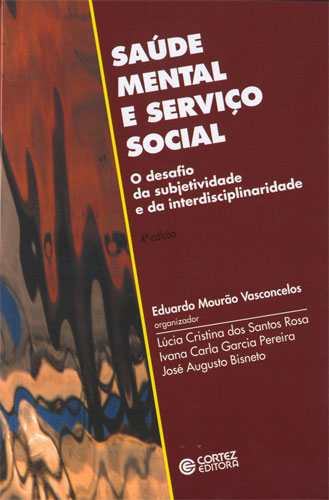 SAÚDE
MENTAL
E SERVIÇO
SOCIAL
O desafio
da subjetividade
e da interdisciplinaridade
4ª edição
Eduardo Mourão Vasconcelos
organizador
Lúcia Cristina dos Santos Rosa
Ivana Carla Garcia Pereira
José Augusto Bisneto
CORTEZ
EDITORA